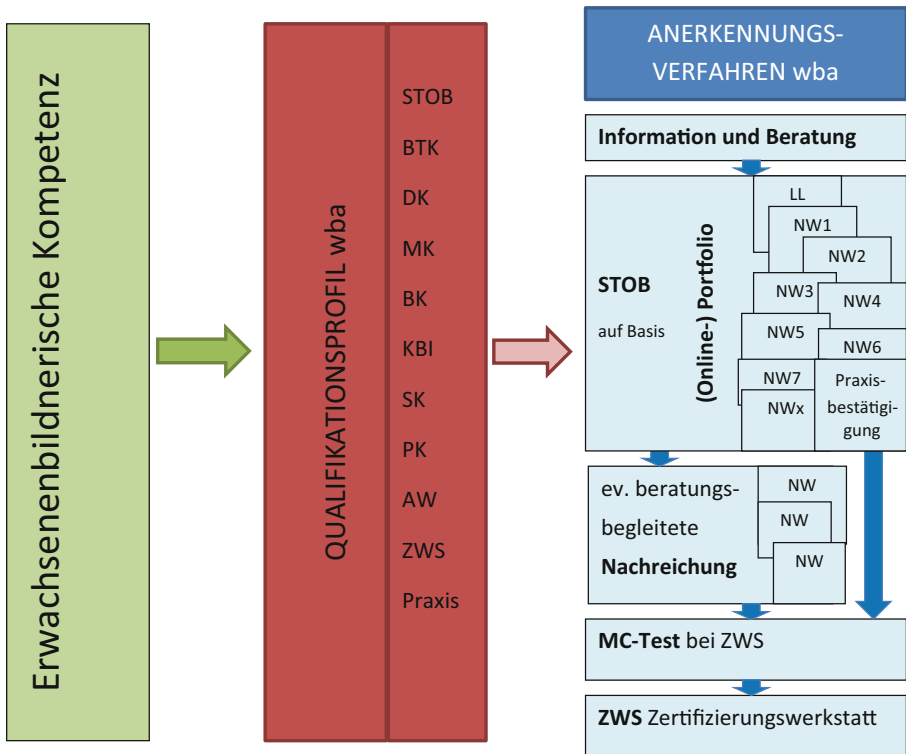 Erwachsenenbildnerische Kompetenz
QUALIFIKATIONSPROFIL wba
STOB
BTK
DK
MK
BK
KBI
SK
PK
AW
ZWS
Praxis
ANERKENNUNGS-
VERFAHREN wba
Information und Beratung
STOB
auf Basis
(Online-) Portfolio
LL
NW1
NW2
NW3
NW4
NW5
NW6
NW7
NWx
Praxis-
bestätigi-
gung
ev. beratungs-
begleitete
Nachreichung
NW
NW
NW
MC-Test bei ZWS
ZWS Zertifizierungswerkstatt